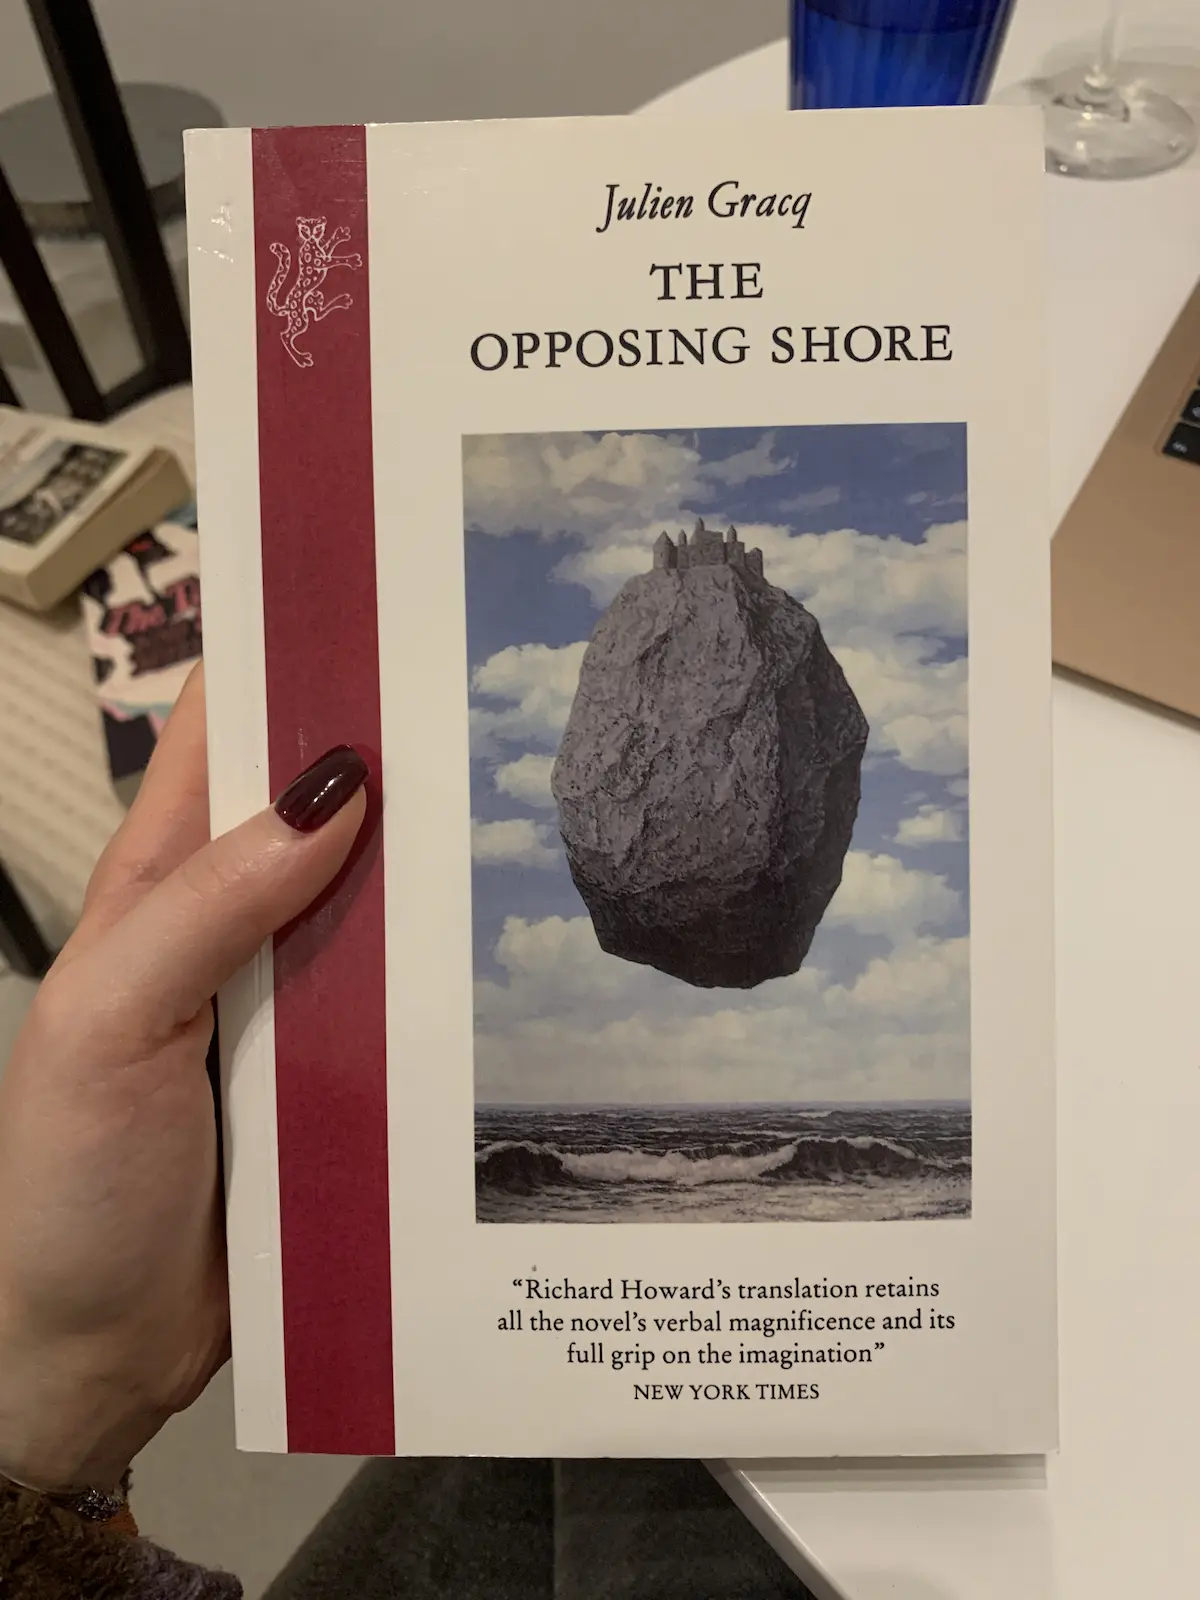 Julien Gracq
THE
OPPOSING SHORE
“Richard Howard’s translation retains
all the novel’s verbal magnificence and its
full grip on the imagination”
NEW YORK TIMES
The